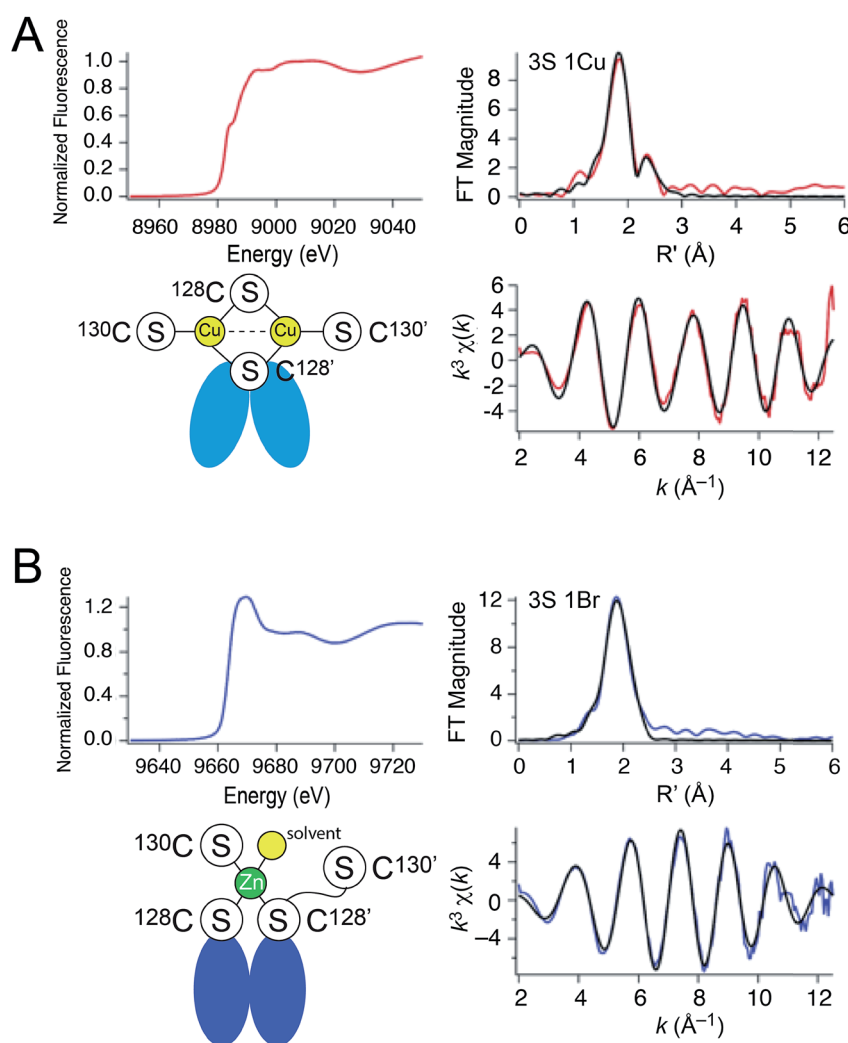 A
Normalized Fluorescence
1.0
0.8
0.6
0.4
0.2
0.0
8960 8980 9000 9020 9040
Energy (eV)
3S 1Cu
FT Magnitude
8
6
4
2
0
0 1 2 3 4 5 6
R' (Å)
128C S
130C S Cu Cu S C130'
S C128'
k3 χ(k)
6
4
2
0
-2
-4
2 4 6 8 10 12
k (Å–1)
B
Normalized Fluorescence
1.2
0.8
0.4
0.0
9640 9660 9680 9700 9720
Energy (eV)
3S 1Br
FT Magnitude
12
8
4
0
0 1 2 3 4 5 6
R' (Å)
130C S solvent
S C130'
Zn
128C S S C128'
k3 χ(k)
4
0
–4
2 4 6 8 10 12
k (Å–1)